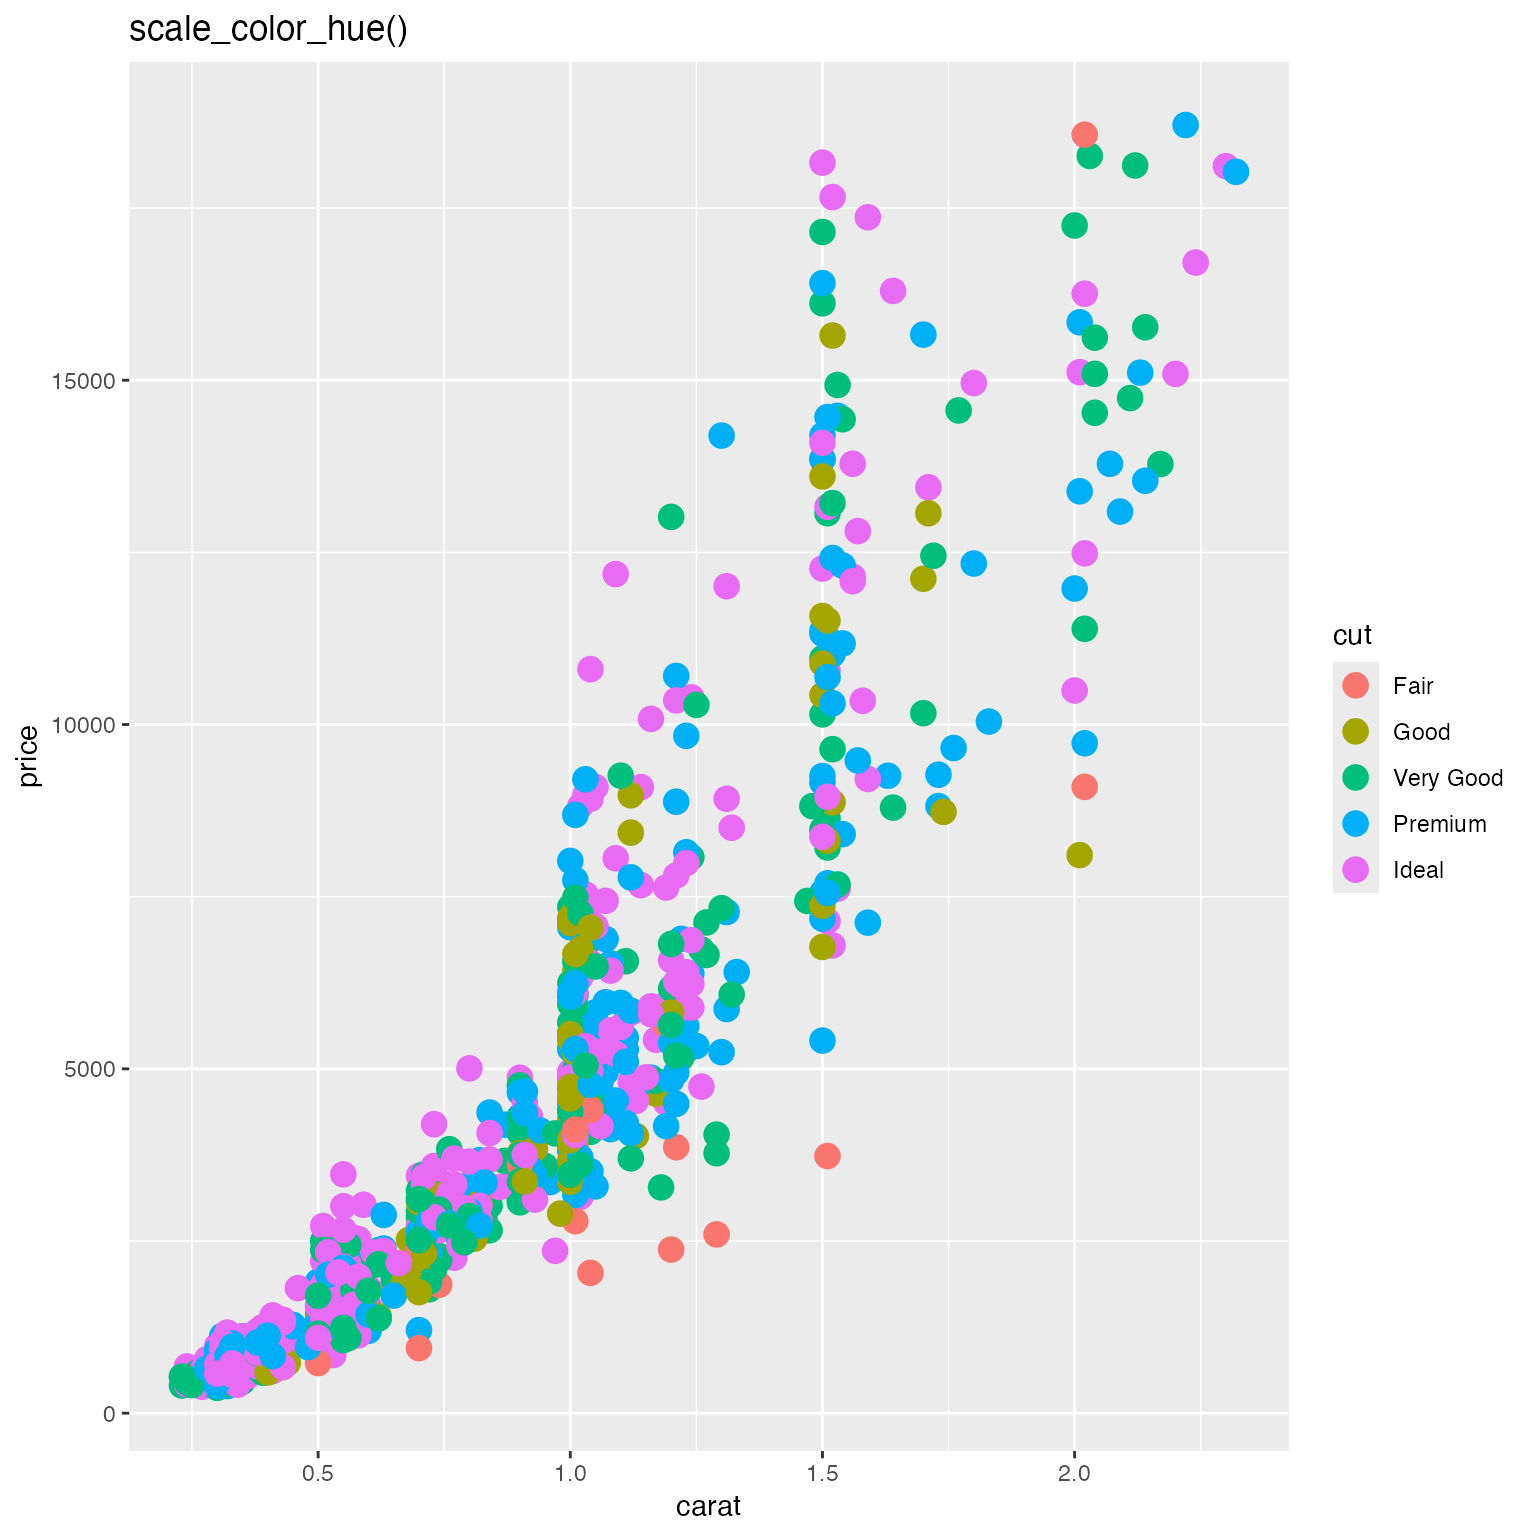 scale_color_hue()
price
15000
10000
5000
0
0.5 1.0 1.5 2.0
carat
cut
Fair
Good
Very Good
Premium
Ideal